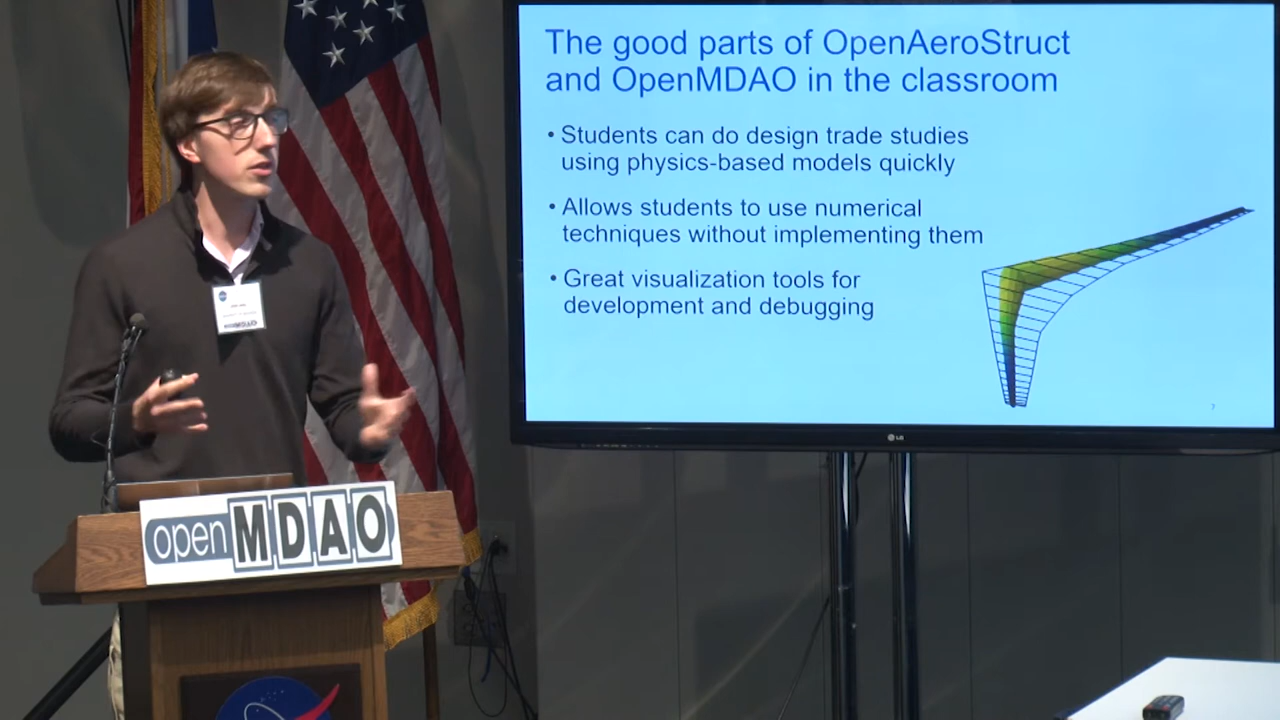 The good parts of OpenAeroStruct
and OpenMDAO in the classroom
• Students can do design trade studies
using physics-based models quickly
• Allows students to use numerical
techniques without implementing them
• Great visualization tools for
development and debugging
7
LG
openMDAO